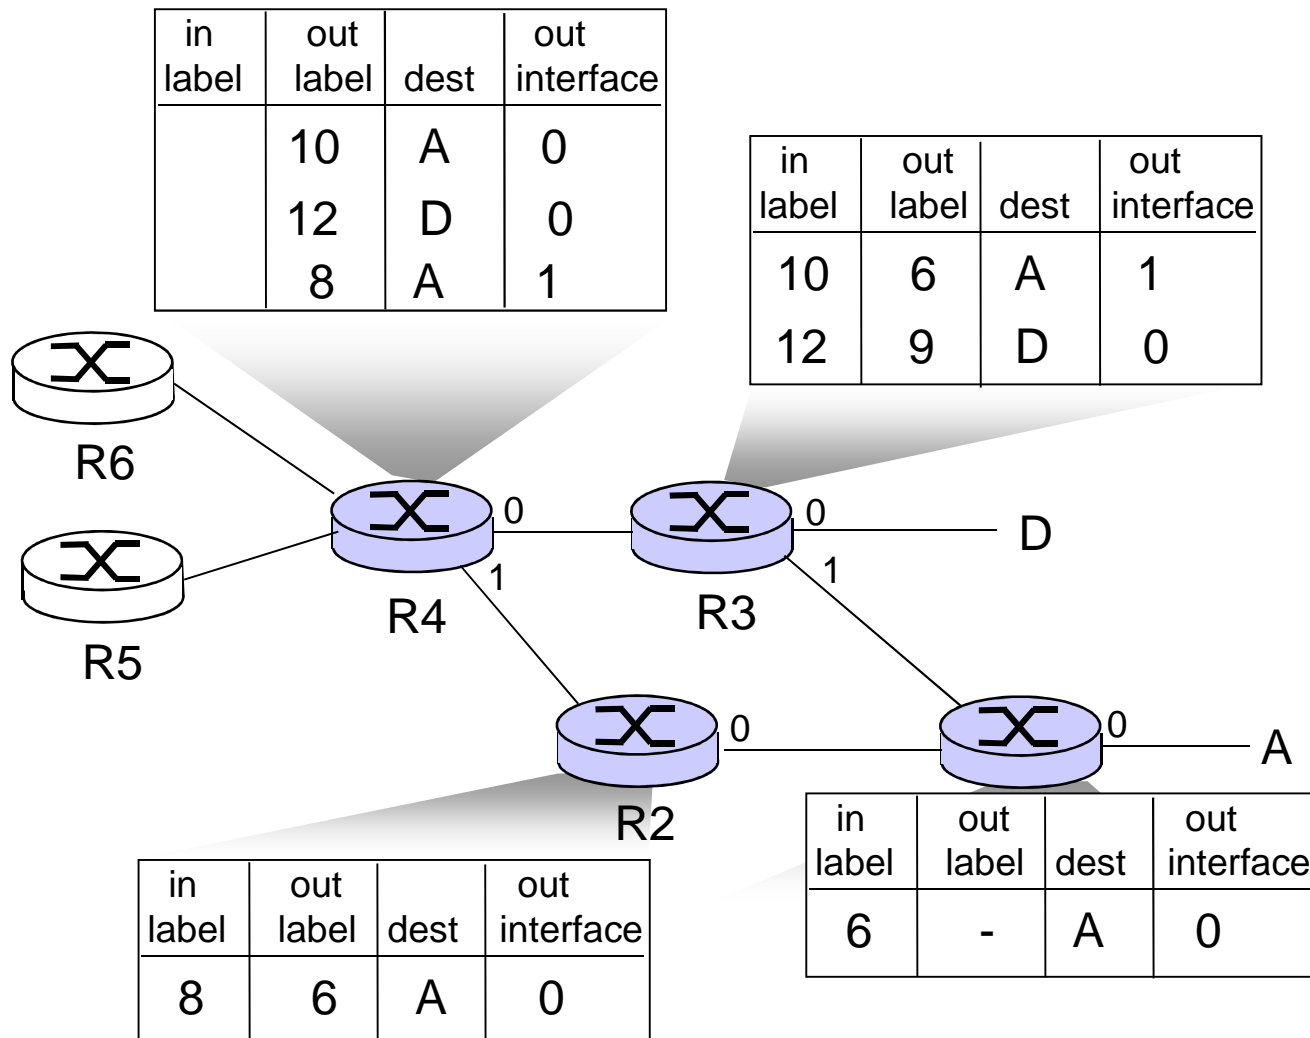 in out out
label label dest interface
10 A 0
12 D 0
8 A 1
in out out
label label dest interface
10 6 A 1
12 9 D 0
R6
0
0
D
1
1
R4
R3
R5
0
0
A
R2
in out out
label label dest interface
6 - A 0
in out out
label label dest interface
8 6 A 0